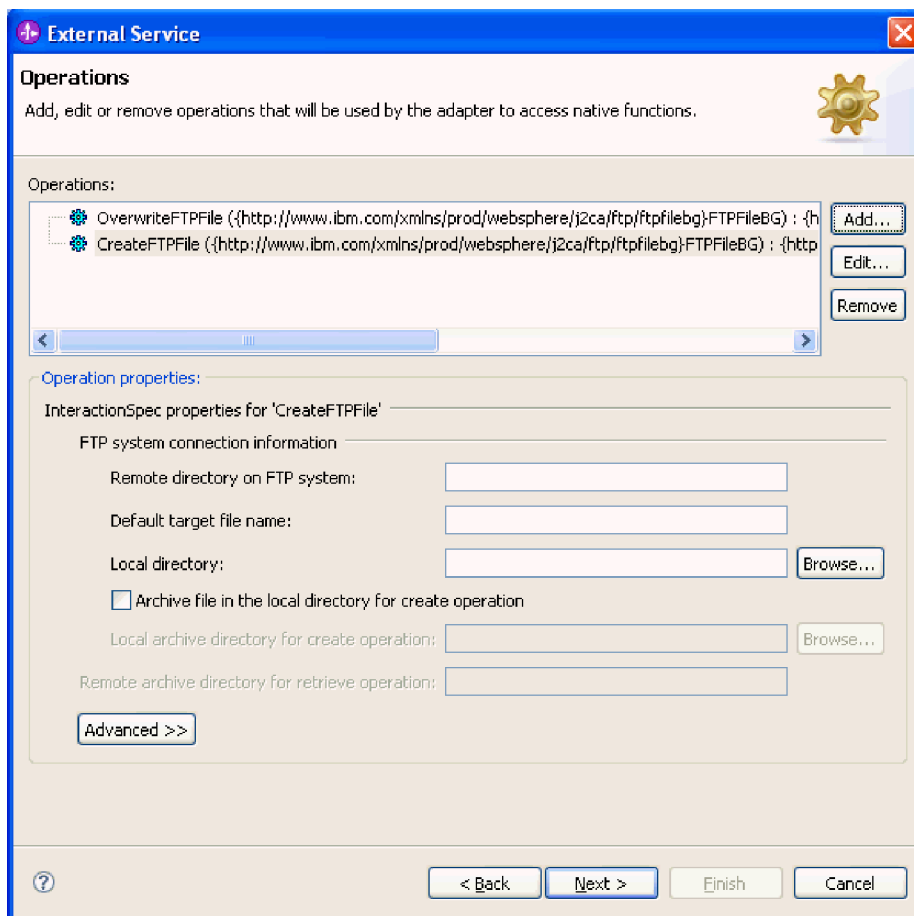 External Service
Operations
Add, edit or remove operations that will be used by the adapter to access native functions.
Operations:
OverwriteFTPFile ({http://www.ibm.com/xmlns/prod/websphere/j2ca/ftp/ftpfilebg}FTPFileBG) : {h
Add...
CreateFTPFile ({http://www.ibm.com/xmlns/prod/websphere/j2ca/ftp/ftpfilebg}FTPFileBG) : {http
Edit...
Remove
Operation properties:
InteractionSpec properties for 'CreateFTPFile'
FTP system connection information
Remote directory on FTP system:
Default target file name:
Local directory:
Browse...
Archive file in the local directory for create operation
Local archive directory for create operation:
Browse...
Remote archive directory for retrieve operation:
Advanced >>
?
< Back
Next >
Finish
Cancel